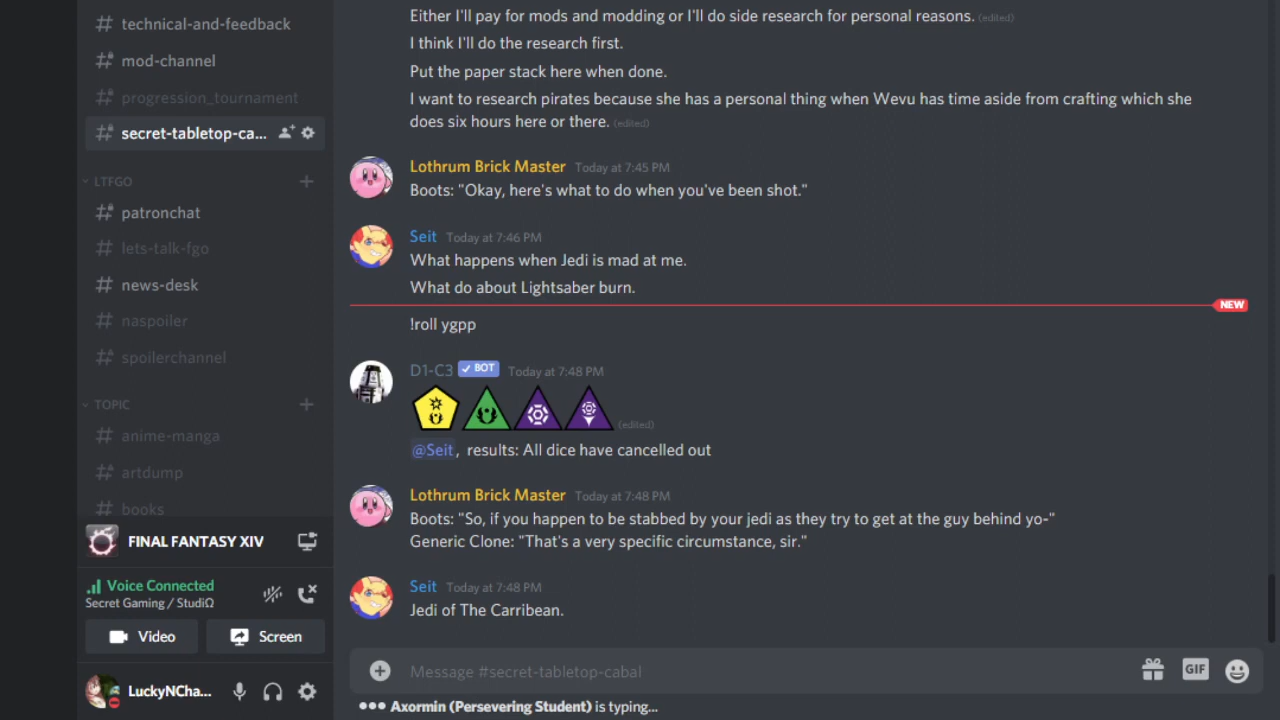 technical-and-feedback
mod-channel
progression_tournament
secret-tabletop-ca...
LTFGO
patronchat
lets-talk-fgo
news-desk
naspoiler
spoilerchannel
TOPIC
anime-manga
artdump
books
FINAL FANTASY XIV
Voice Connected
Secret Gaming / StudiΩ
Video
Screen
LuckyNCha...
Either I'll pay for mods and modding or I'll do side research for personal reasons. (edited)
I think I'll do the research first.
Put the paper stack here when done.
I want to research pirates because she has a personal thing when Wevu has time aside from crafting which she
does six hours here or there. (edited)
Lothrum Brick Master Today at 7:45 PM
Boots: "Okay, here's what to do when you've been shot."
Seit Today at 7:46 PM
What happens when Jedi is mad at me.
What do about Lightsaber burn.
NEW
!roll ygpp
D1-C3 ✓ BOT Today at 7:48 PM
(edited)
@Seit, results: All dice have cancelled out
Lothrum Brick Master Today at 7:48 PM
Boots: "So, if you happen to be stabbed by your jedi as they try to get at the guy behind yo-"
Generic Clone: "That's a very specific circumstance, sir."
Seit Today at 7:48 PM
Jedi of The Carribean.
Message #secret-tabletop-cabal
GIF
Axormin (Persevering Student) is typing...